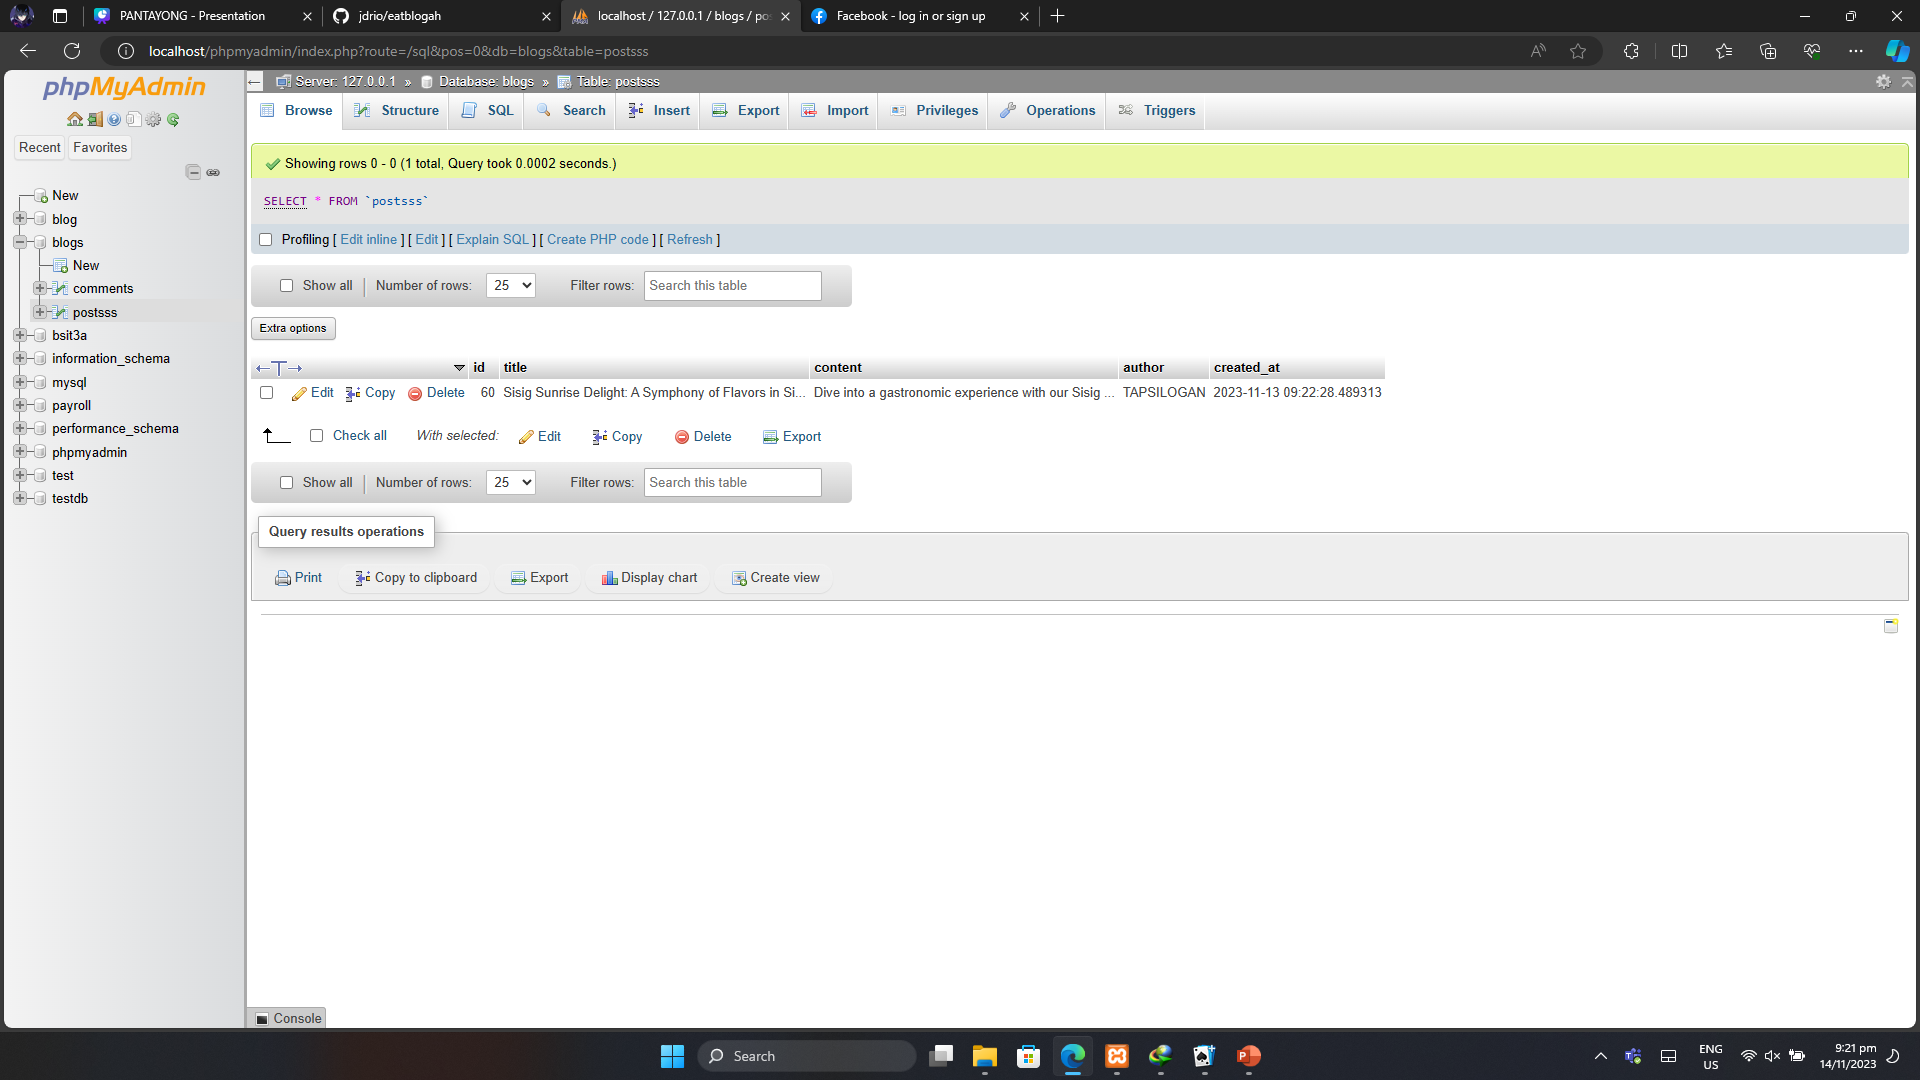 PANTAYONG - Presentation
jdrio/eatblogah
localhost / 127.0.0.1 / blogs / po
Facebook - log in or sign up
localhost/phpmyadmin/index.php?route=/sql&pos=0&db=blogs&table=postsss
phpMyAdmin
Recent Favorites
New
blog
blogs
New
comments
postsss
bsit3a
information_schema
mysql
payroll
performance_schema
phpmyadmin
test
testdb
Server: 127.0.0.1 » Database: blogs » Table: postsss
Browse Structure SQL Search Insert Export Import Privileges Operations Triggers
Showing rows 0 - 0 (1 total, Query took 0.0002 seconds.)
SELECT * FROM `postsss`
Profiling [ Edit inline ] [ Edit ] [ Explain SQL ] [ Create PHP code ] [ Refresh ]
Show all Number of rows: 25 Filter rows: Search this table
Extra options
id title content author created_at
Edit Copy Delete 60 Sisig Sunrise Delight: A Symphony of Flavors in Si... Dive into a gastronomic experience with our Sisig ... TAPSILOGAN 2023-11-13 09:22:28.489313
Check all With selected: Edit Copy Delete Export
Show all Number of rows: 25 Filter rows: Search this table
Query results operations
Print Copy to clipboard Export Display chart Create view
Console
Search
ENG
US
9:21 pm
14/11/2023